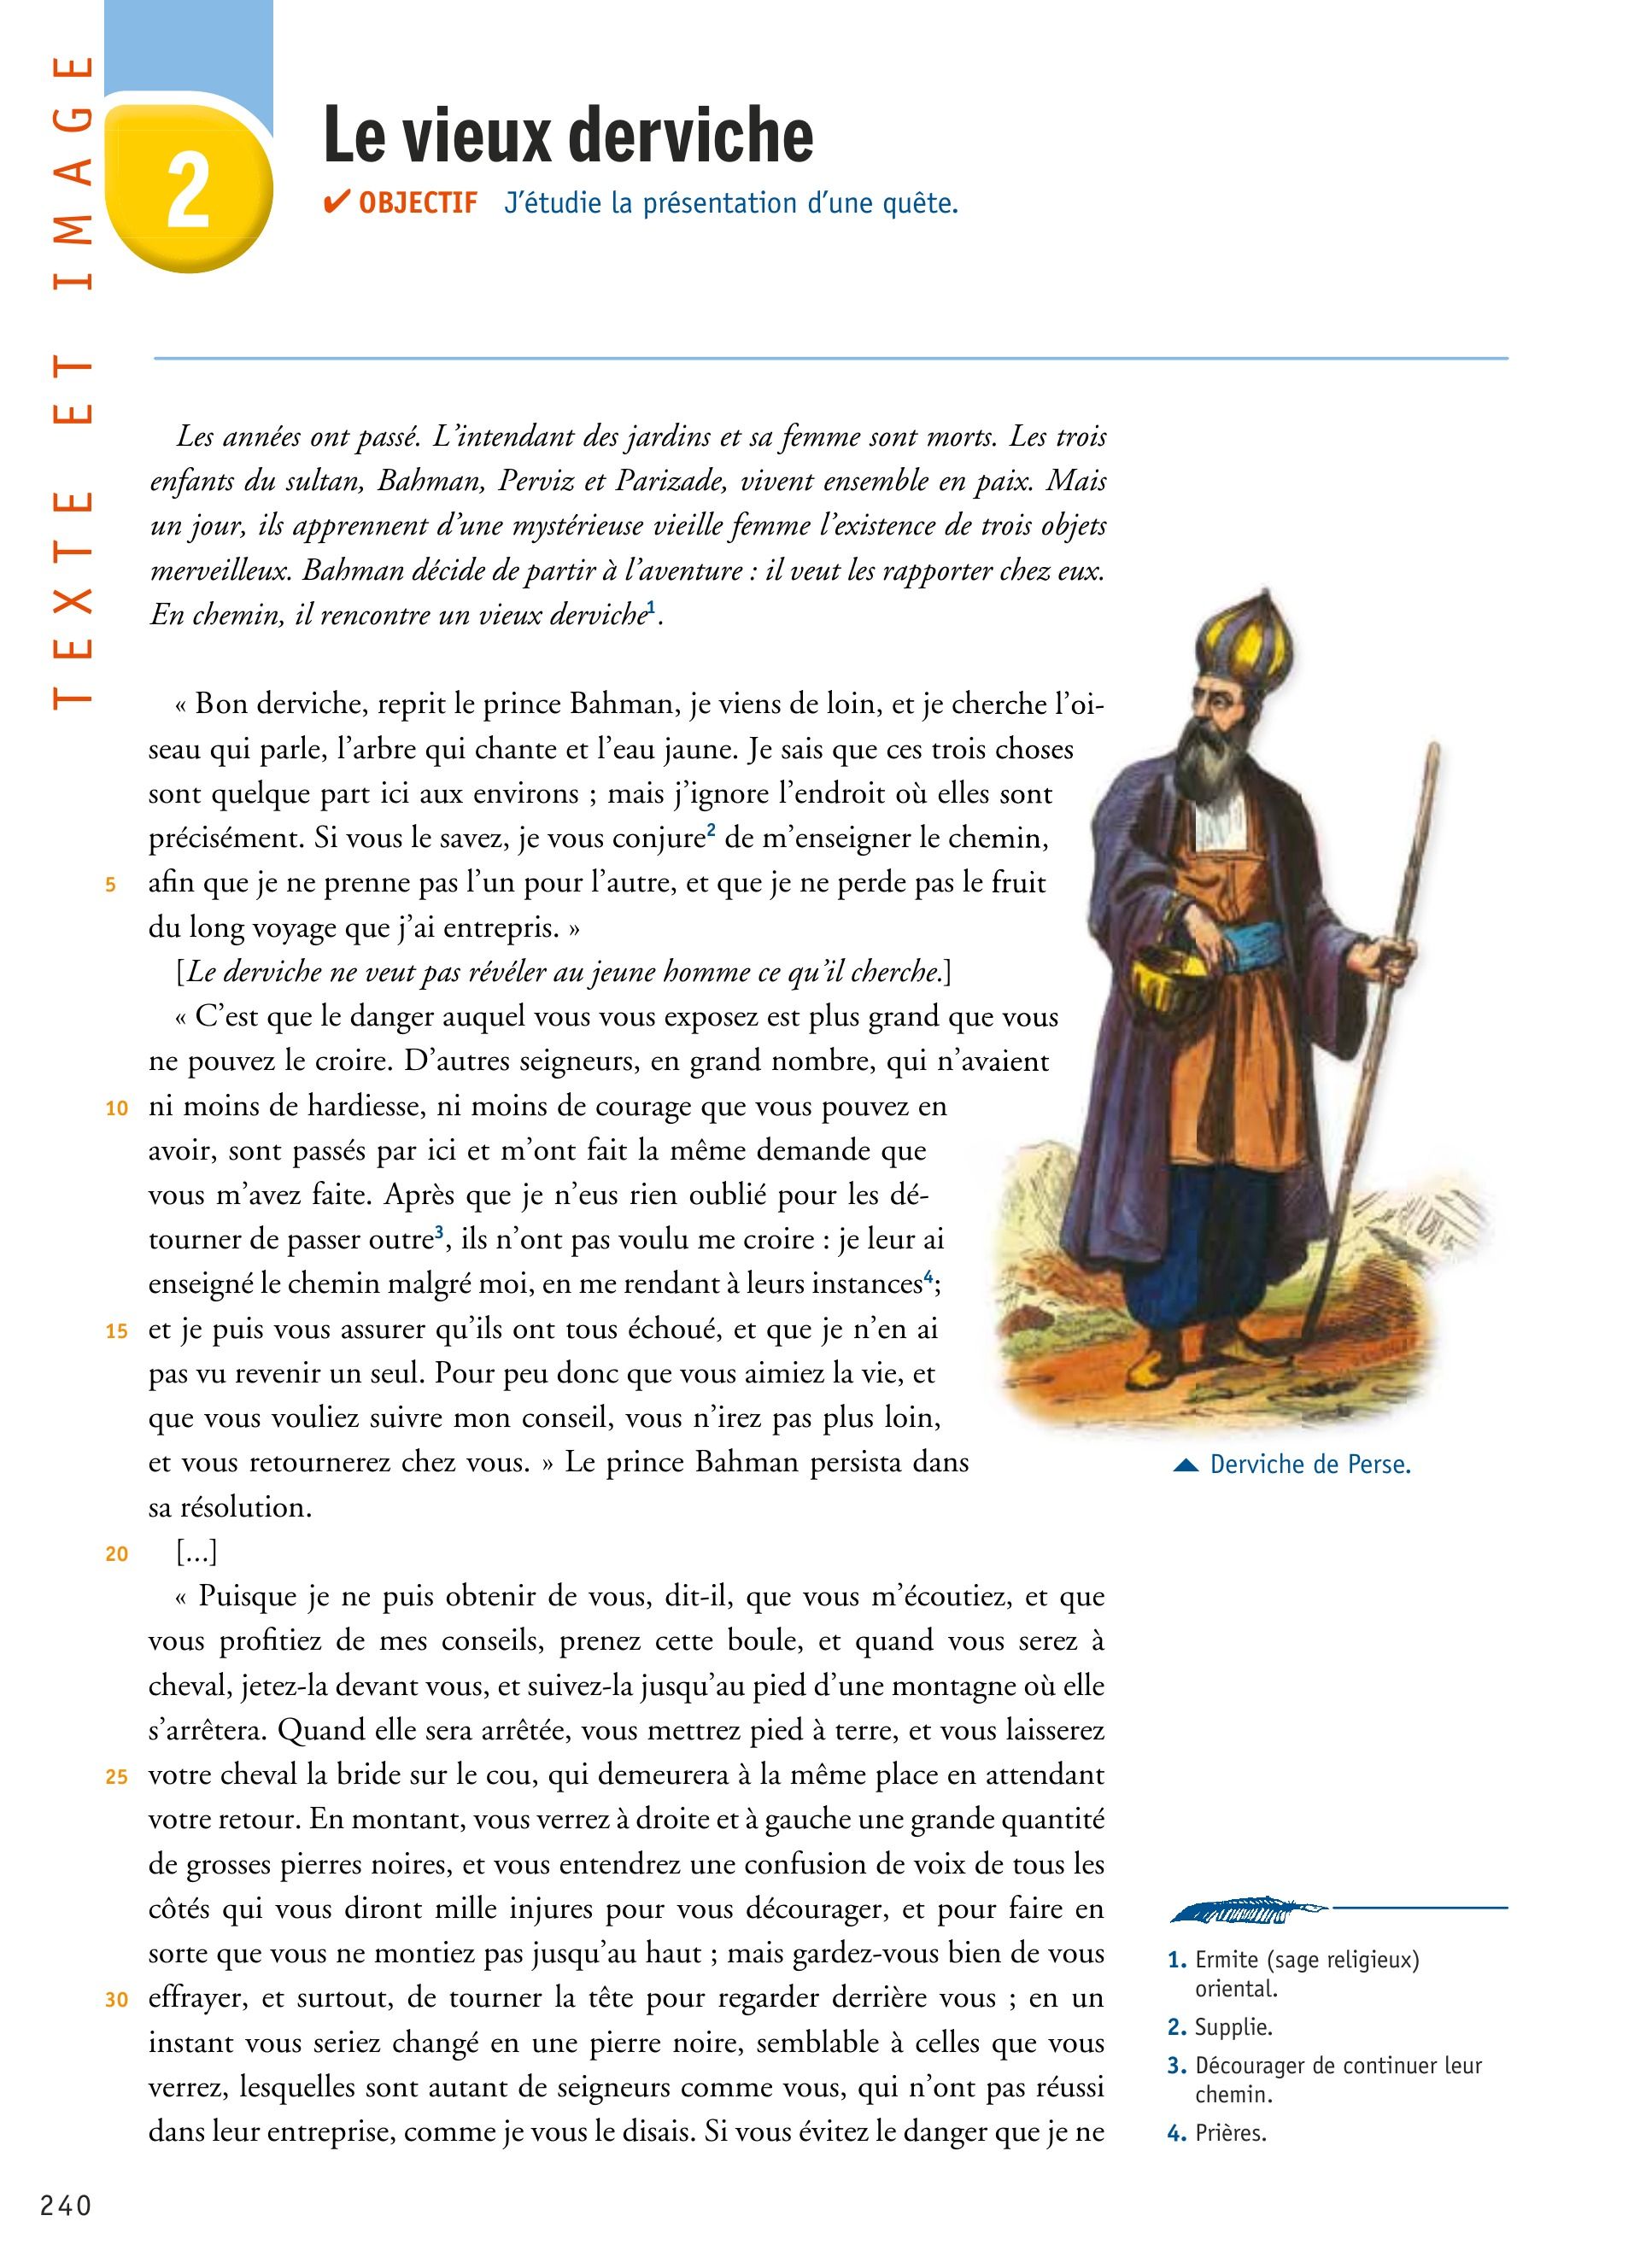 TEXTE ET IMAGE
2
Le vieux derviche
✔ OBJECTIF J'étudie la présentation d'une quête.
Les années ont passé. L'intendant des jardins et sa femme sont morts. Les trois
enfants du sultan, Bahman, Perviz et Parizade, vivent ensemble en paix. Mais
un jour, ils apprennent d'une mystérieuse vieille femme l'existence de trois objets
merveilleux. Bahman décide de partir à l'aventure : il veut les rapporter chez eux.
En chemin, il rencontre un vieux derviche1.
« Bon derviche, reprit le prince Bahman, je viens de loin, et je cherche l'oi-
seau qui parle, l'arbre qui chante et l'eau jaune. Je sais que ces trois choses
sont quelque part ici aux environs ; mais j'ignore l'endroit où elles sont
précisément. Si vous le savez, je vous conjure2 de m'enseigner le chemin,
5 afin que je ne prenne pas l'un pour l'autre, et que je ne perde pas le fruit
du long voyage que j'ai entrepris. »
[Le derviche ne veut pas révéler au jeune homme ce qu'il cherche.]
« C'est que le danger auquel vous vous exposez est plus grand que vous
ne pouvez le croire. D'autres seigneurs, en grand nombre, qui n'avaient
10 ni moins de hardiesse, ni moins de courage que vous pouvez en
avoir, sont passés par ici et m'ont fait la même demande que
vous m'avez faite. Après que je n'eus rien oublié pour les dé-
tourner de passer outre3, ils n'ont pas voulu me croire : je leur ai
enseigné le chemin malgré moi, en me rendant à leurs instances4;
15 et je puis vous assurer qu'ils ont tous échoué, et que je n'en ai
pas vu revenir un seul. Pour peu donc que vous aimiez la vie, et
que vous vouliez suivre mon conseil, vous n'irez pas plus loin,
et vous retournerez chez vous. » Le prince Bahman persista dans
sa résolution.
20 [...]
« Puisque je ne puis obtenir de vous, dit-il, que vous m'écoutiez, et que
vous profitiez de mes conseils, prenez cette boule, et quand vous serez à
cheval, jetez-la devant vous, et suivez-la jusqu'au pied d'une montagne où elle
s'arrêtera. Quand elle sera arrêtée, vous mettrez pied à terre, et vous laisserez
25 votre cheval la bride sur le cou, qui demeurera à la même place en attendant
votre retour. En montant, vous verrez à droite et à gauche une grande quantité
de grosses pierres noires, et vous entendrez une confusion de voix de tous les
côtés qui vous diront mille injures pour vous décourager, et pour faire en
sorte que vous ne montiez pas jusqu'au haut ; mais gardez-vous bien de vous
30 effrayer, et surtout, de tourner la tête pour regarder derrière vous ; en un
instant vous seriez changé en une pierre noire, semblable à celles que vous
verrez, lesquelles sont autant de seigneurs comme vous, qui n'ont pas réussi
dans leur entreprise, comme je vous le disais. Si vous évitez le danger que je ne
▲ Derviche de Perse.
1. Ermite (sage religieux)
oriental.
2. Supplie.
3. Décourager de continuer leur
chemin.
4. Prières.
240